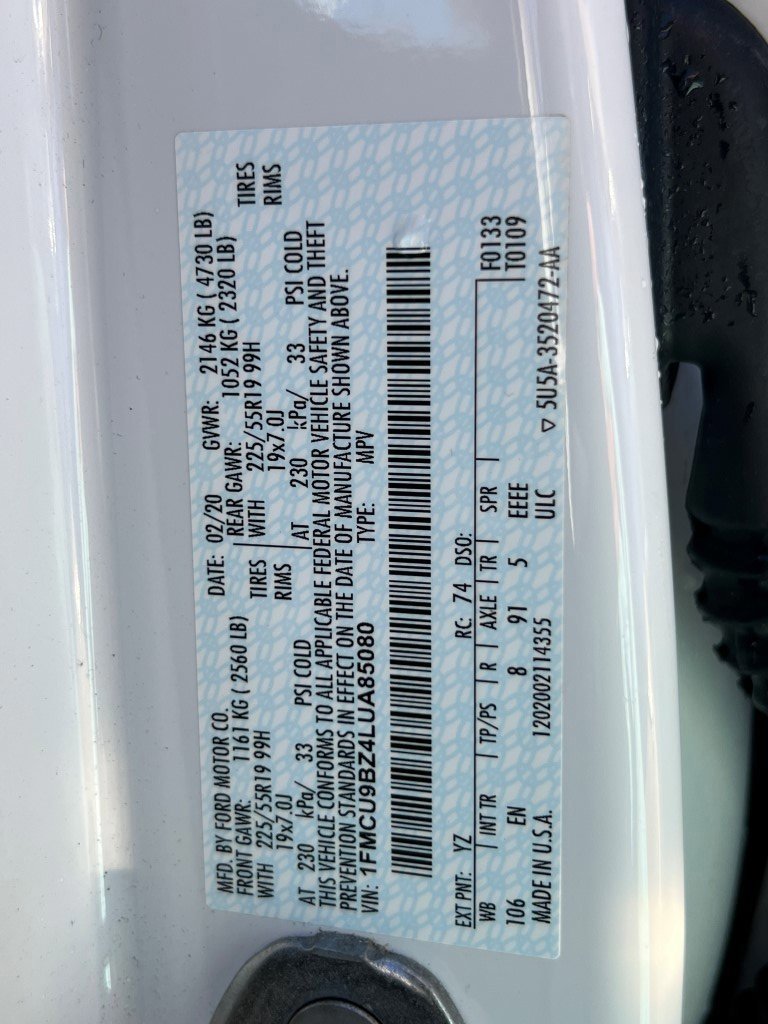 MFD. BY FORD MOTOR CO.
DATE: 02/20 GVWR: 2146 KG ( 4730 LB)
FRONT GAWR: 1161 KG ( 2560 LB) REAR GAWR: 1052 KG ( 2320 LB)
WITH 225/55R19 99H TIRES WITH 225/55R19 99H TIRES
19x7.0J RIMS 19x7.0J RIMS
AT 230 kPa/ 33 PSI COLD AT 230 kPa/ 33 PSI COLD
THIS VEHICLE CONFORMS TO ALL APPLICABLE FEDERAL MOTOR VEHICLE SAFETY AND THEFT
PREVENTION STANDARDS IN EFFECT ON THE DATE OF MANUFACTURE SHOWN ABOVE.
VIN: 1FMCU9BZ4LUA85080 TYPE: MPV
F0133
T0109
EXT PNT: YZ RC: 74 DSO:
WB INT TR TP/PS R AXLE TR SPR
106 EN 8 91 5 EEEE
MADE IN U.S.A. 1202002114355 ULC ▽ 5U5A-3520472-AA